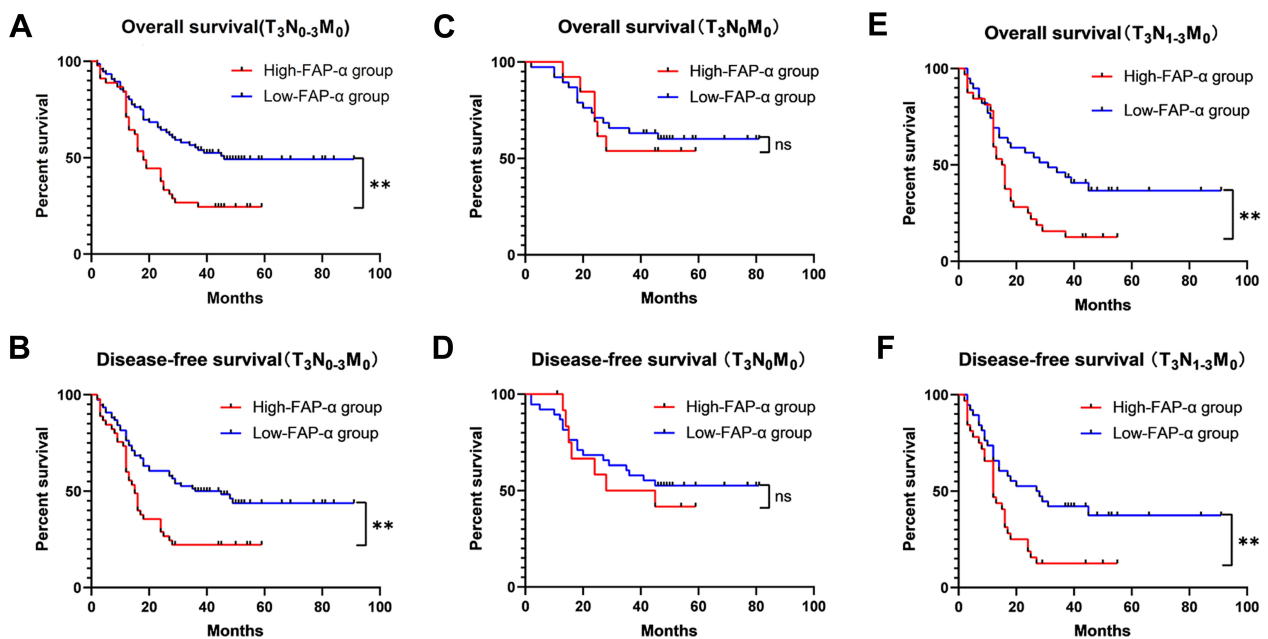 A
Overall survival(T₃N₀₋₃M₀)
Percent survival
100
50
0
High-FAP-α group
Low-FAP-α group
**
0 20 40 60 80 100
Months
C
Overall survival（T₃N₀M₀）
Percent survival
100
50
0
High-FAP-α group
Low-FAP-α group
ns
0 20 40 60 80 100
Months
E
Overall survival（T₃N₁₋₃M₀）
Percent survival
100
50
0
High-FAP-α group
Low-FAP-α group
**
0 20 40 60 80 100
Months
B
Disease-free survival（T₃N₀₋₃M₀）
Percent survival
100
50
0
High-FAP-α group
Low-FAP-α group
**
0 20 40 60 80 100
Months
D
Disease-free survival（T₃N₀M₀）
Percent survival
100
50
0
High-FAP-α group
Low-FAP-α group
ns
0 20 40 60 80 100
Months
F
Disease-free survival（T₃N₁₋₃M₀）
Percent survival
100
50
0
High-FAP-α group
Low-FAP-α group
**
0 20 40 60 80 100
Months